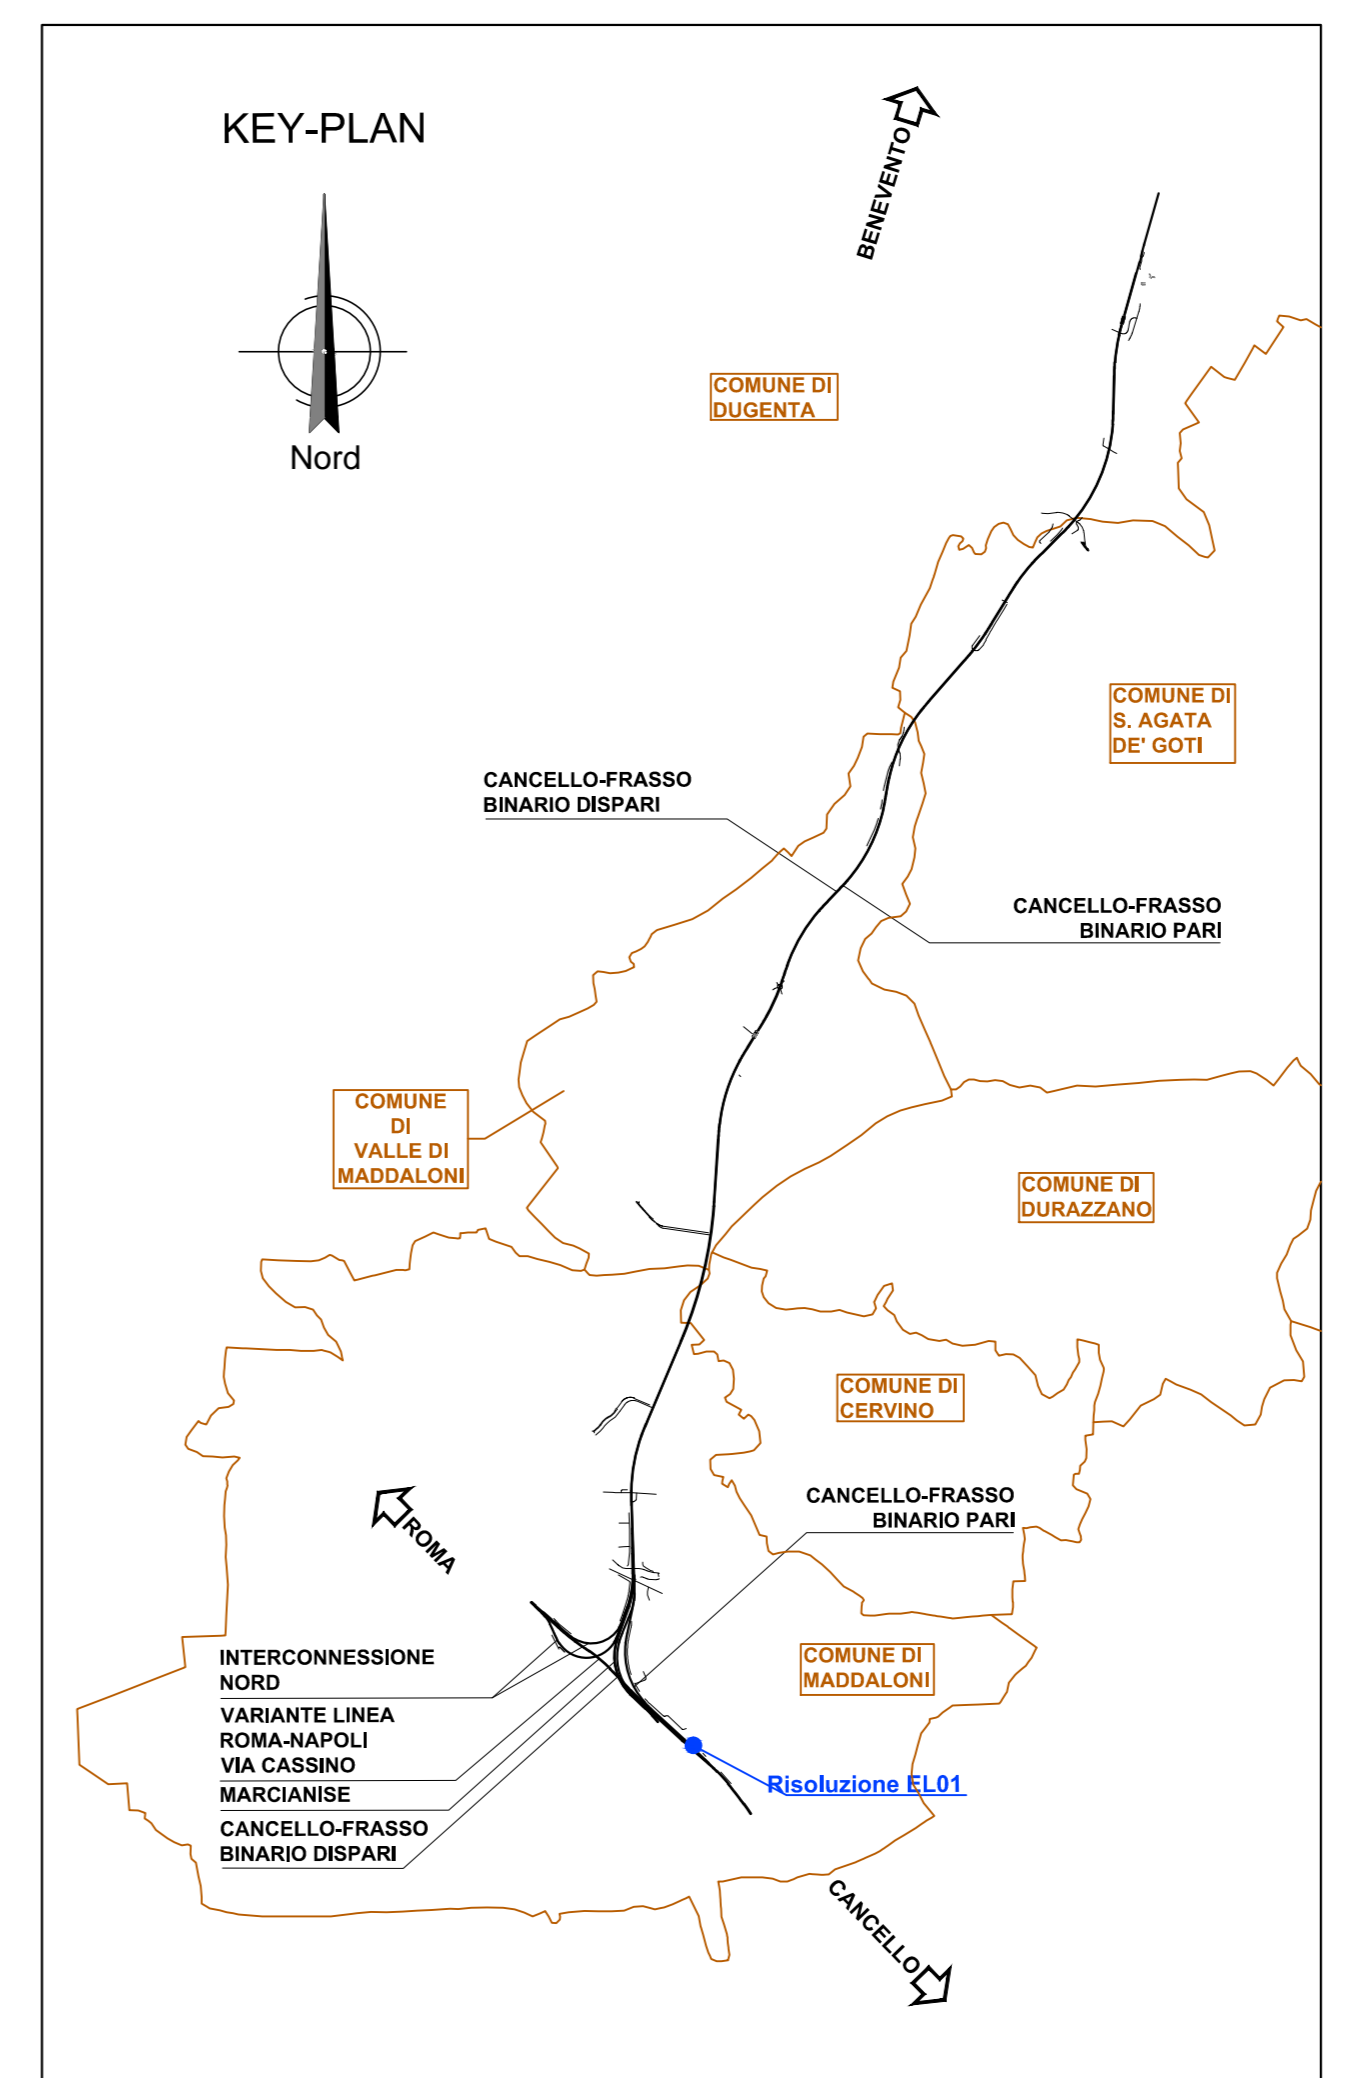 KEY-PLAN
Nord
BENEVENTO
COMUNE DI
DUGENTA
COMUNE DI
S. AGATA
DE' GOTI
CANCELLO-FRASSO
BINARIO DISPARI
CANCELLO-FRASSO
BINARIO PARI
COMUNE
DI
VALLE DI
MADDALONI
COMUNE DI
DURAZZANO
COMUNE DI
CERVINO
CANCELLO-FRASSO
BINARIO PARI
ROMA
INTERCONNESSIONE
NORD
VARIANTE LINEA
ROMA-NAPOLI
VIA CASSINO
MARCIANISE
CANCELLO-FRASSO
BINARIO DISPARI
COMUNE DI
MADDALONI
Risoluzione EL01
CANCELLO